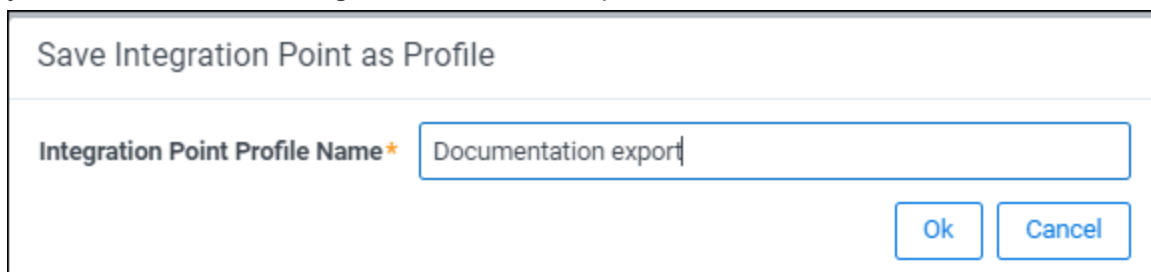 Save Integration Point as Profile
Integration Point Profile Name* Documentation export
Ok Cancel